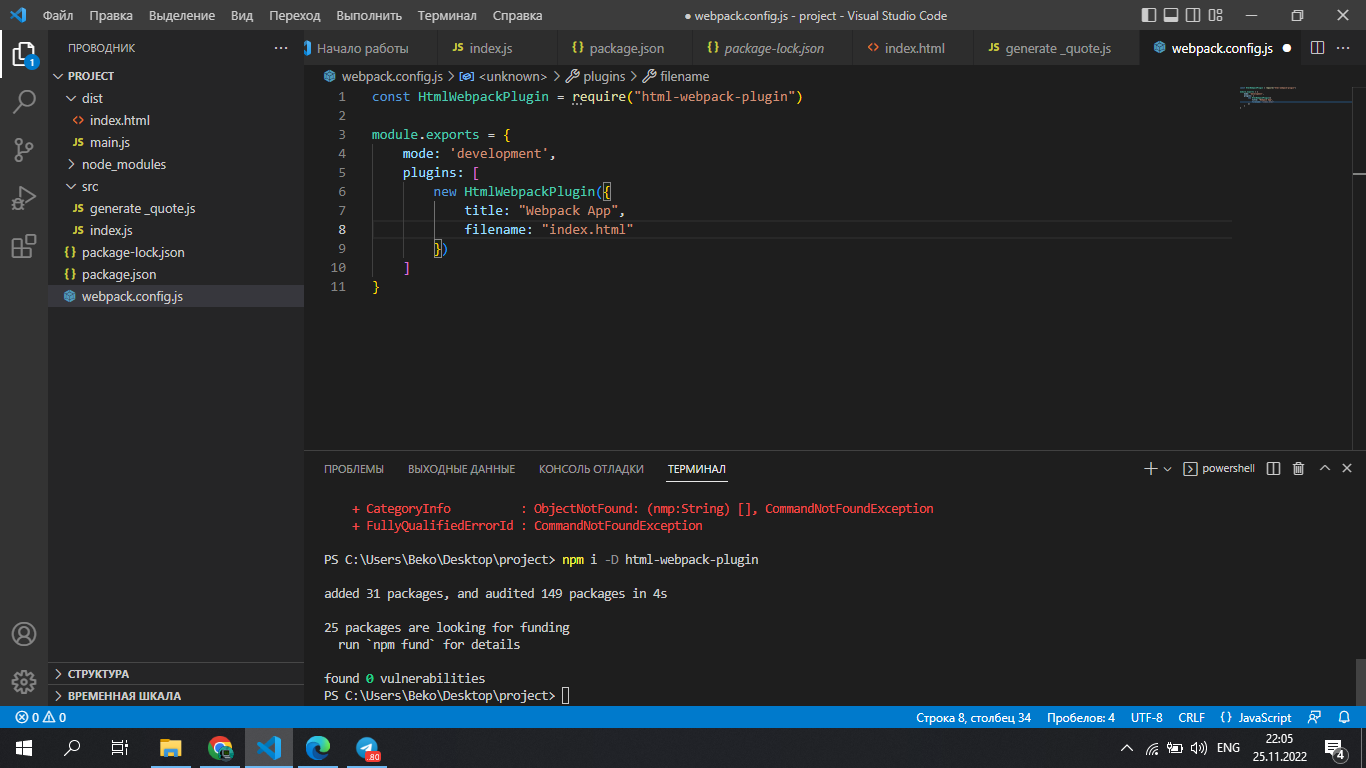 Файл Правка Выделение Вид Переход Выполнить Терминал Справка ● webpack.config.js - project - Visual Studio Code
ПРОВОДНИК
Начало работы index.js package.json package-lock.json index.html generate _quote.js webpack.config.js
1
PROJECT
dist
index.html
main.js
node_modules
src
generate _quote.js
index.js
package-lock.json
package.json
webpack.config.js
СТРУКТУРА
ВРЕМЕННАЯ ШКАЛА
webpack.config.js > <unknown> > plugins > filename
1 const HtmlWebpackPlugin = require("html-webpack-plugin")
2
3 module.exports = {
4 mode: 'development',
5 plugins: [
6 new HtmlWebpackPlugin({
7 title: "Webpack App",
8 filename: "index.html"
9 })
10 ]
11 }
ПРОБЛЕМЫ ВЫХОДНЫЕ ДАННЫЕ КОНСОЛЬ ОТЛАДКИ ТЕРМИНАЛ powershell
+ CategoryInfo : ObjectNotFound: (nmp:String) [], CommandNotFoundException
+ FullyQualifiedErrorId : CommandNotFoundException
PS C:\Users\Beko\Desktop\project> npm i -D html-webpack-plugin
added 31 packages, and audited 149 packages in 4s
25 packages are looking for funding
run `npm fund` for details
found 0 vulnerabilities
PS C:\Users\Beko\Desktop\project>
0 0 Строка 8, столбец 34 Пробелов: 4 UTF-8 CRLF {} JavaScript
80 ENG 22:05
25.11.2022 4